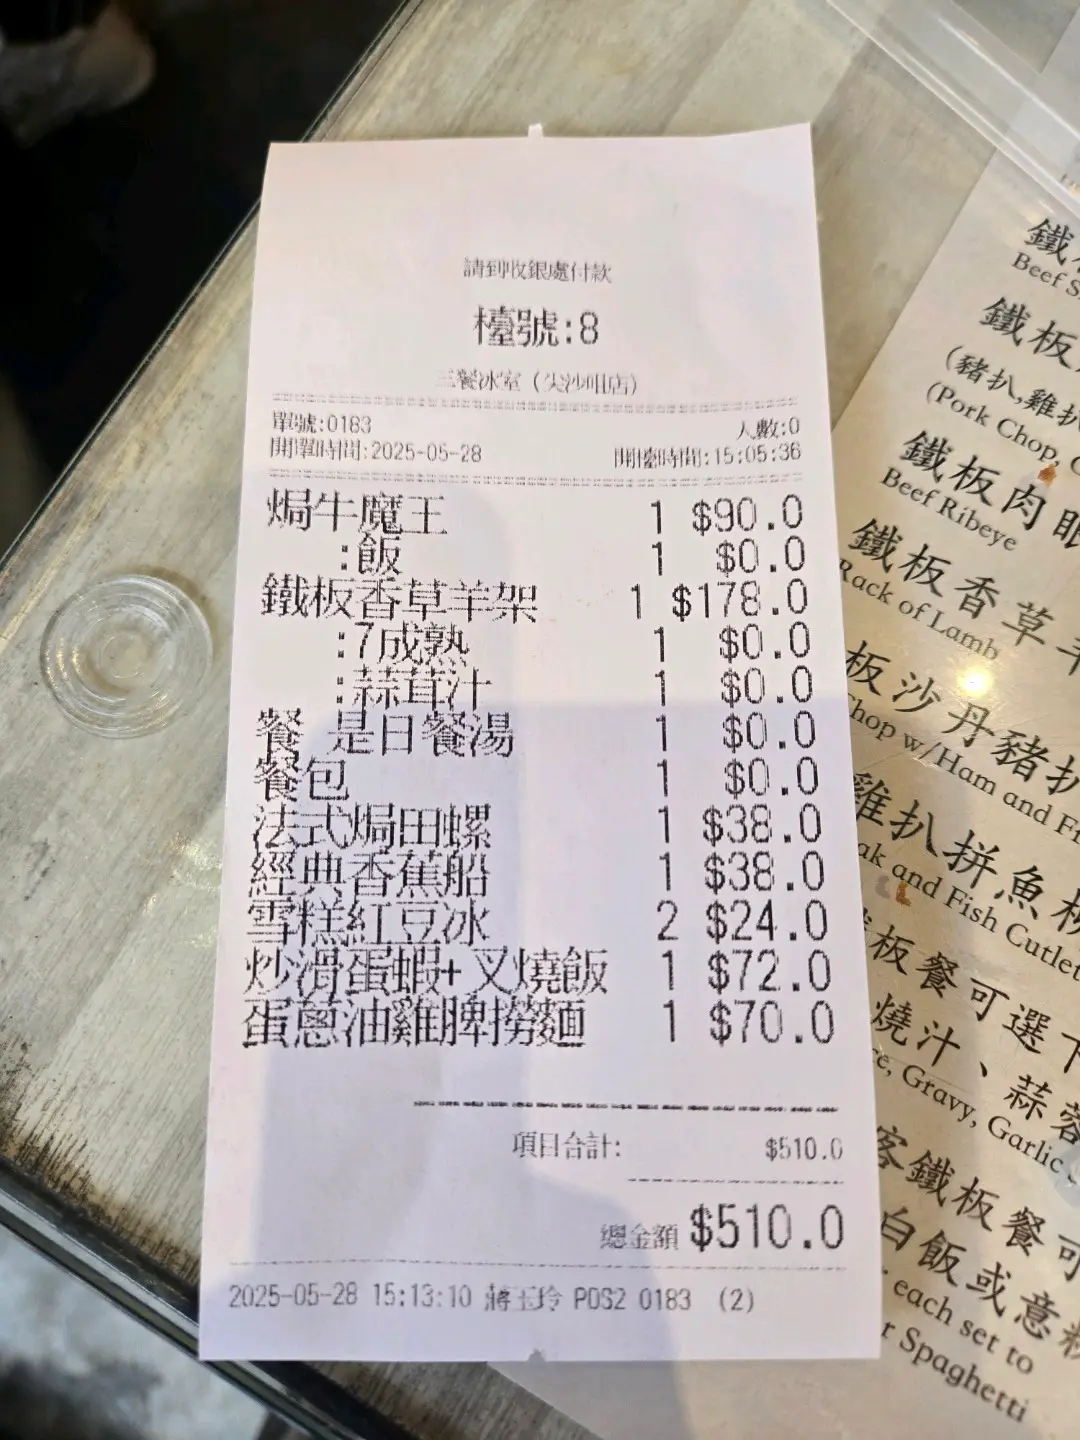 請到收銀處付款
檯號:8
三餐冰室（尖沙咀店）
單號:0183 人數:0
開單時間:2025-05-28 開檯時間:15:05:36
焗牛魔王 1 $90.0
:飯 1 $0.0
鐵板香草羊架 1 $178.0
:7成熟 1 $0.0
:蒜茸汁 1 $0.0
餐 是日餐湯 1 $0.0
餐包 1 $0.0
法式焗田螺 1 $38.0
經典香蕉船 1 $38.0
雪糕紅豆冰 2 $24.0
炒滑蛋蝦+叉燒飯 1 $72.0
蛋蔥油雞脾撈麵 1 $70.0
項目合計: $510.0
總金額 $510.0
2025-05-28 15:13:10 蔣玉玲 POS2 0183 (2)
鐵
Beef S
鐵板
(豬扒,雞扒
(Pork Chop,
鐵板肉眼
Beef Ribeye
鐵板香草羊
Rack of Lamb
板沙丹豬扒
hop w/Ham and Fr
雞扒拼魚柳
ak and Fish Cutlet
板餐可選下
燒汁、蒜蓉
ce, Gravy, Garlic S
客鐵板餐可
白飯或意粉
each set to
r Spaghetti